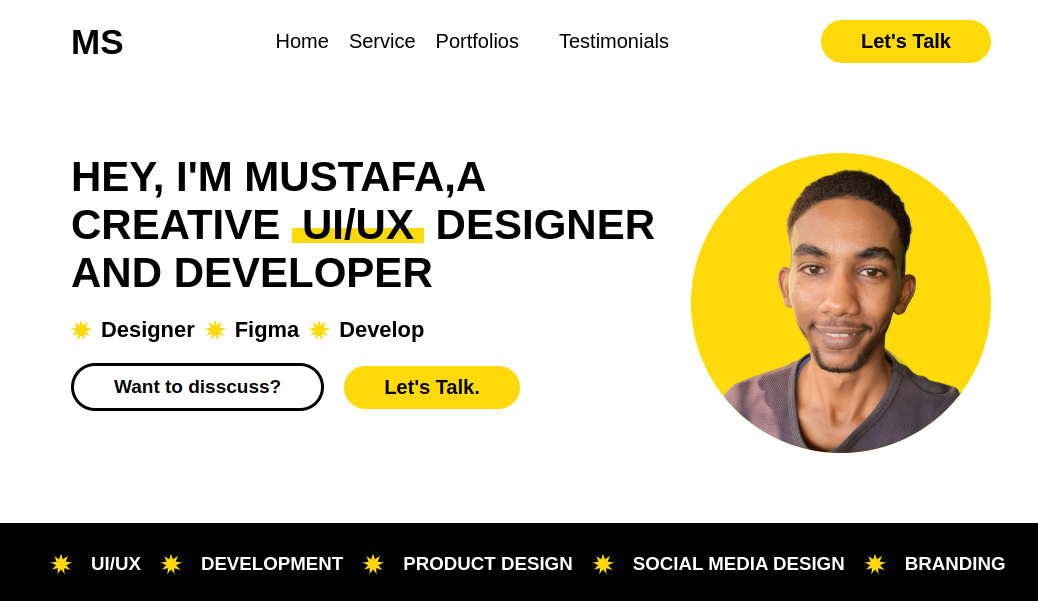 MS Home Service Portfolios Testimonials Let's Talk
HEY, I'M MUSTAFA,A
CREATIVE UI/UX DESIGNER
AND DEVELOPER
Designer Figma Develop
Want to disscuss? Let's Talk.
UI/UX DEVELOPMENT PRODUCT DESIGN SOCIAL MEDIA DESIGN BRANDING